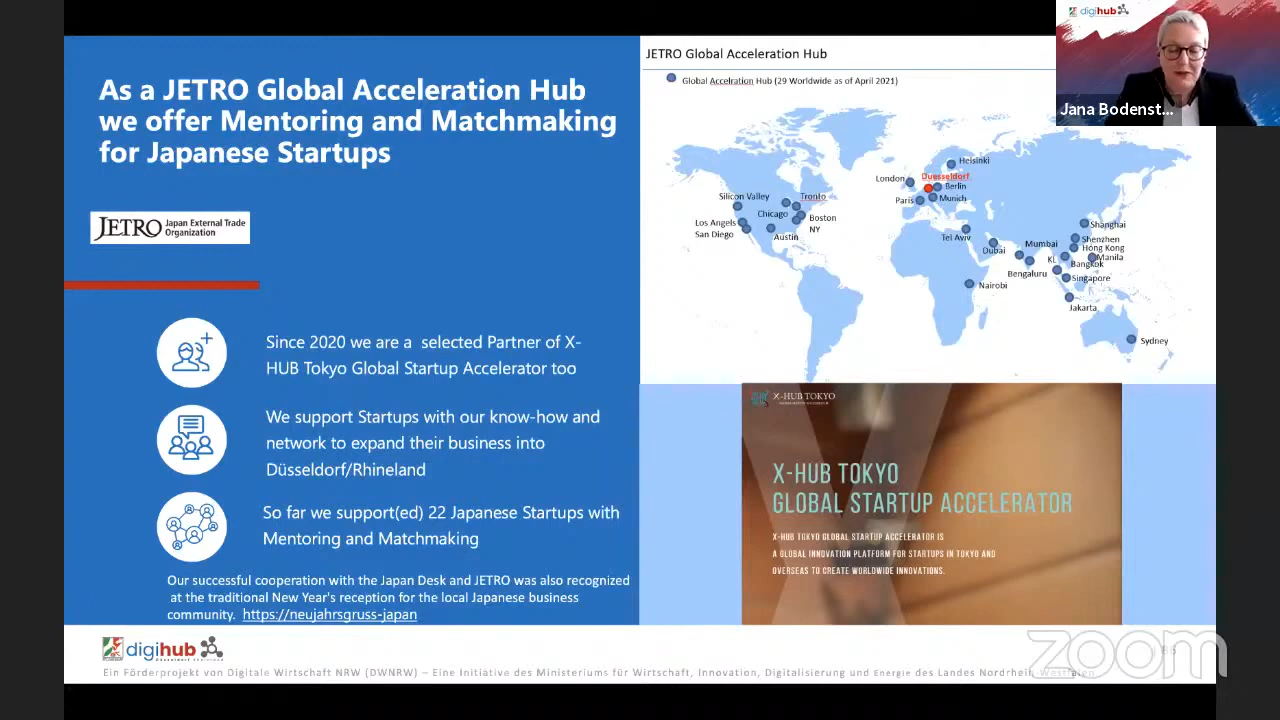 As a JETRO Global Acceleration Hub
we offer Mentoring and Matchmaking
for Japanese Startups
JETRO Japan External Trade
Organization
Since 2020 we are a selected Partner of X-
HUB Tokyo Global Startup Accelerator too
We support Startups with our know-how and
network to expand their business into
Düsseldorf/Rhineland
So far we support(ed) 22 Japanese Startups with
Mentoring and Matchmaking
Our successful cooperation with the Japan Desk and JETRO was also recognized
at the traditional New Year's reception for the local Japanese business
community. https://neujahrsgruss-japan
JETRO Global Acceleration Hub
Global Accelration Hub (29 Worldwide as of April 2021)
Helsinki
London
Duesseldorf
Berlin
Paris
Munich
Silicon Valley
Tronto
Chicago
Boston
NY
Los Angels
San Diego
Austin
Tel Aviv
Dubai
Mumbai
Bengaluru
Nairobi
Shanghai
Shenzhen
Hong Kong
Manila
KL
Bangkok
Singapore
Jakarta
Sydney
X-HUB TOKYO
X-HUB TOKYO
GLOBAL STARTUP ACCELERATOR
X-HUB TOKYO GLOBAL STARTUP ACCELERATOR IS
A GLOBAL INNOVATION PLATFORM FOR STARTUPS IN TOKYO AND
OVERSEAS TO CREATE WORLDWIDE INNOVATIONS.
digihub
Jana Bodenst...
digihub
Düsseldorf Rheinland
Ein Förderprojekt von Digitale Wirtschaft NRW (DWNRW) – Eine Initiative des Ministeriums für Wirtschaft, Innovation, Digitalisierung und Energie des Landes Nordrhein-Westfalen
zoom